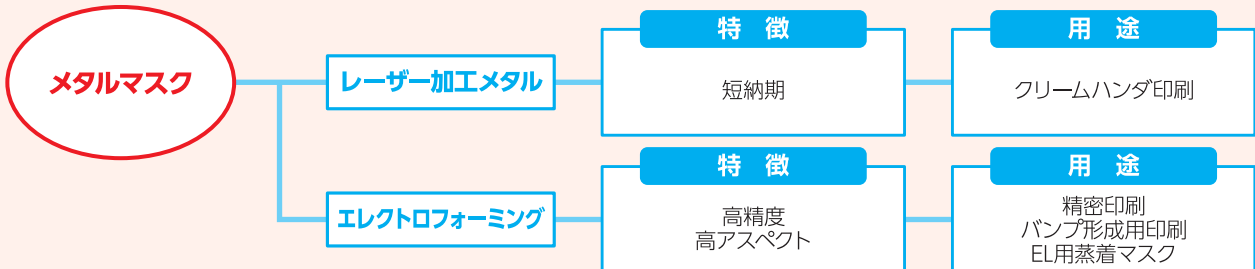 メタルマスク
レーザー加工メタル
特 徴
短納期
用 途
クリームハンダ印刷
エレクトロフォーミング
特 徴
高精度
高アスペクト
用 途
精密印刷
バンプ形成用印刷
EL用蒸着マスク